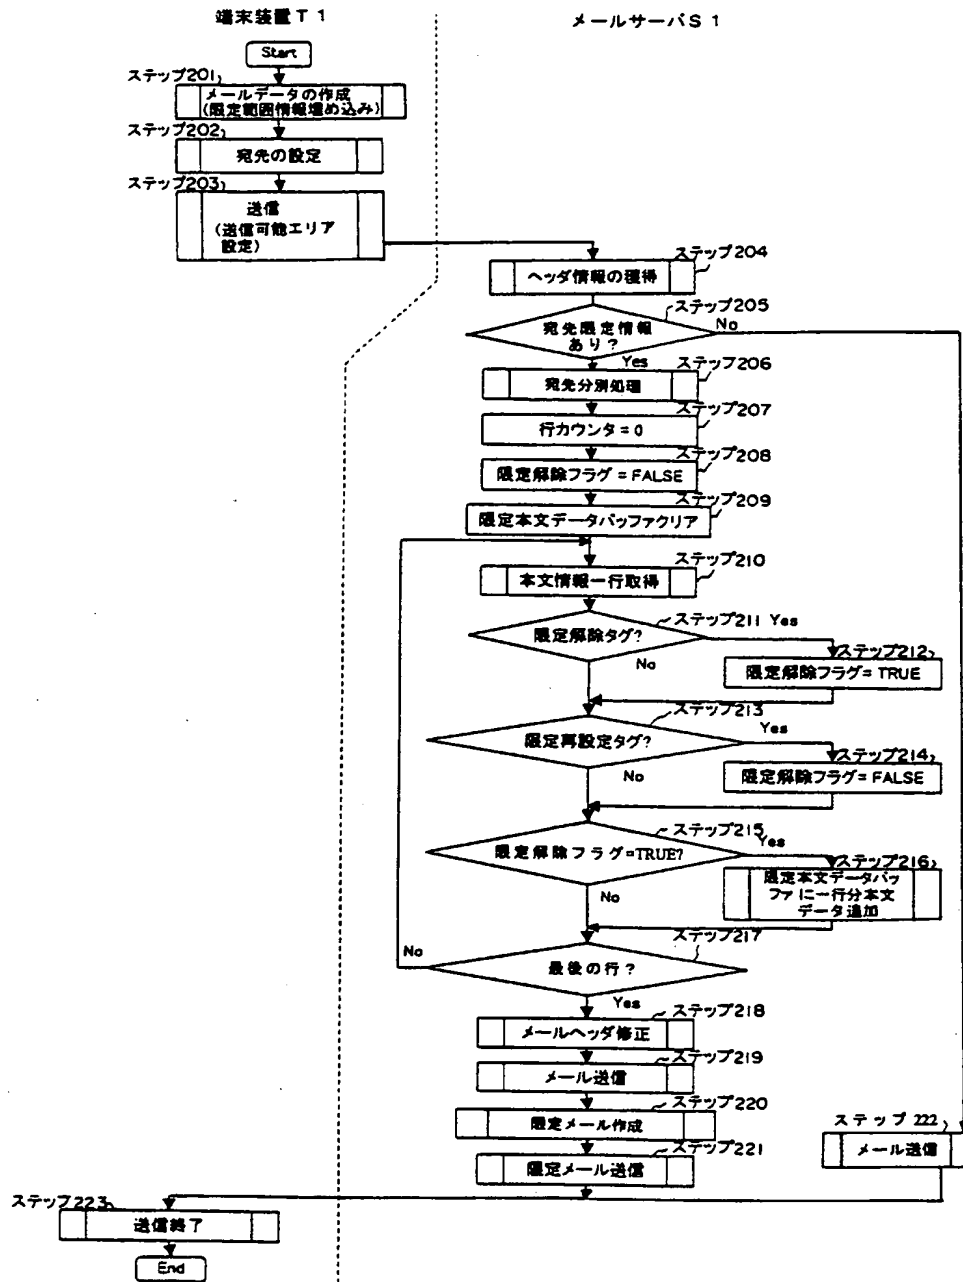 端末装置T1
メールサーバS1
Start
ステップ201
メールデータの作成
(限定範囲情報埋め込み)
ステップ202
宛先の設定
ステップ203
送信
(送信可能エリア
設定)
ステップ204
ヘッダ情報の獲得
ステップ205
宛先限定情報
あり?
No
Yes
ステップ206
宛先分別処理
ステップ207
行カウンタ=0
ステップ208
限定解除フラグ=FALSE
ステップ209
限定本文データバッファクリア
ステップ210
本文情報一行取得
ステップ211
Yes
限定解除タグ?
No
ステップ212
限定解除フラグ=TRUE
ステップ213
Yes
限定再設定タグ?
No
ステップ214
限定解除フラグ=FALSE
ステップ215
Yes
限定解除フラグ=TRUE?
No
ステップ216
限定本文データバッ
ファに一行分本文
データ追加
ステップ217
No
最後の行?
Yes
ステップ218
メールヘッダ修正
ステップ219
メール送信
ステップ220
限定メール作成
ステップ221
限定メール送信
ステップ222
メール送信
ステップ223
送信終了
End